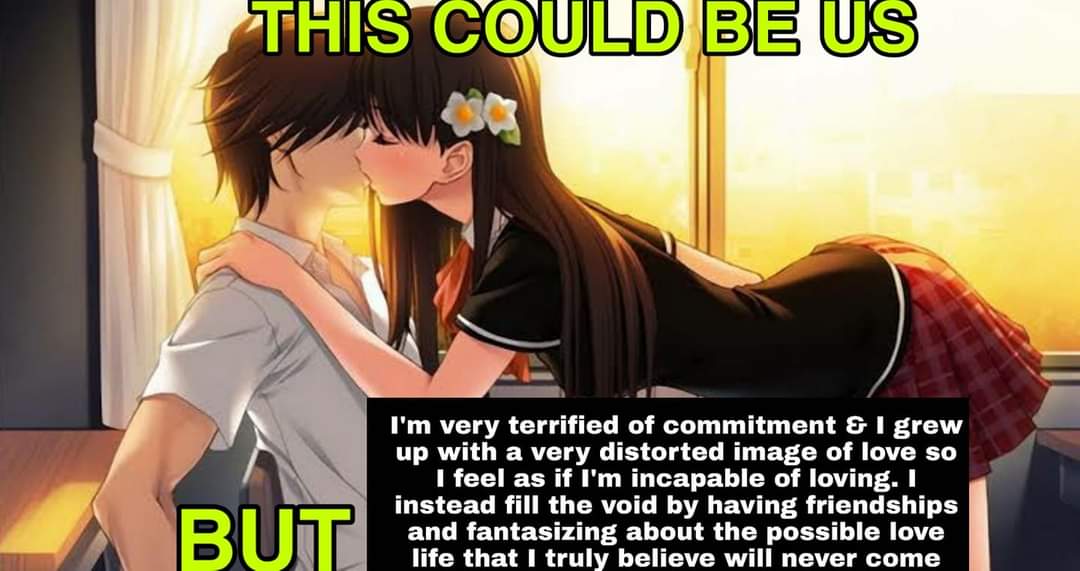 THIS COULD BE US
I'm very terrified of commitment & I grew
up with a very distorted image of love so
I feel as if I'm incapable of loving. I
instead fill the void by having friendships
and fantasizing about the possible love
life that I truly believe will never come
BUT